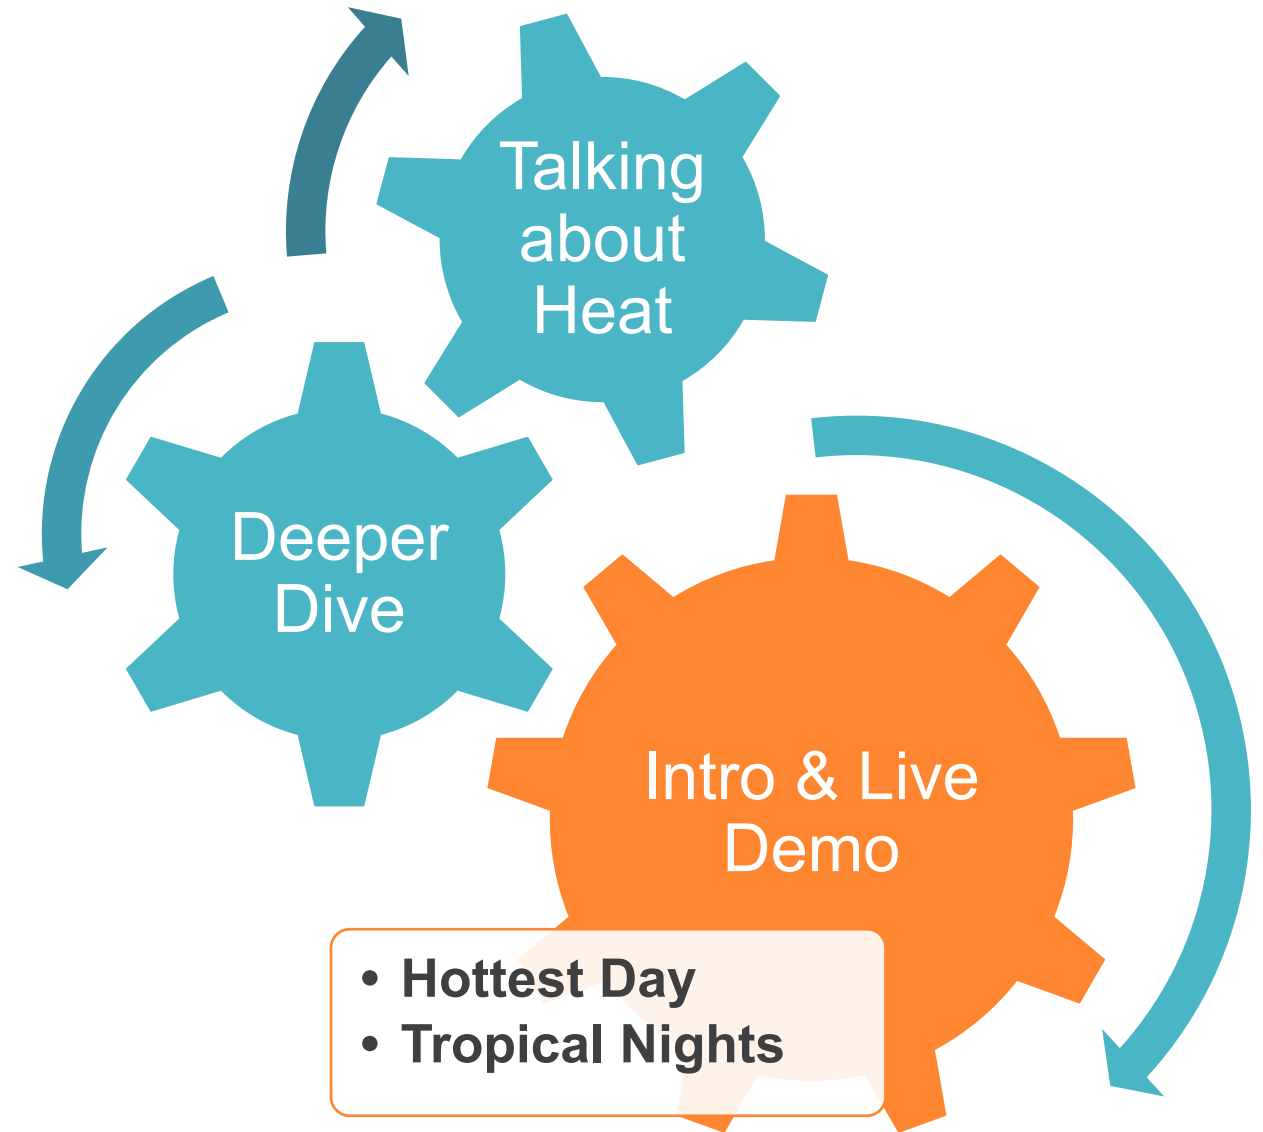 Talking
about
Heat
Deeper
Dive
Intro & Live
Demo
• Hottest Day
• Tropical Nights